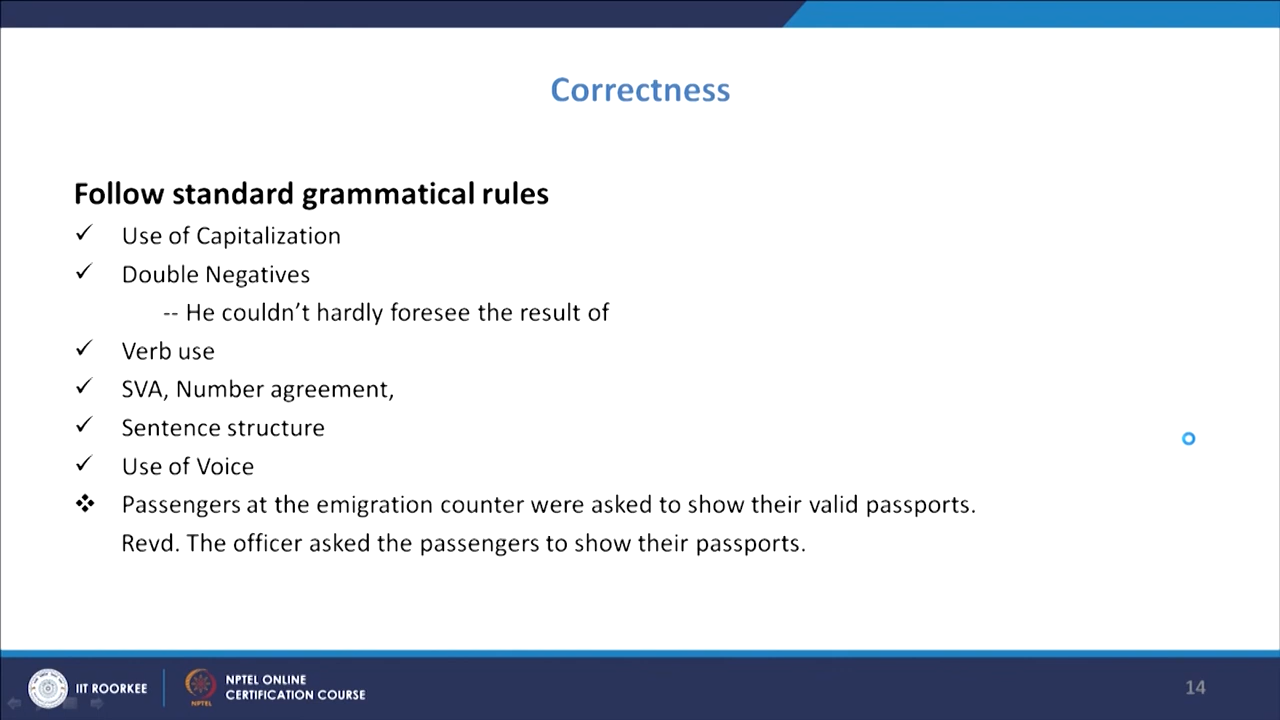 Correctness
Follow standard grammatical rules
✓ Use of Capitalization
✓ Double Negatives
-- He couldn’t hardly foresee the result of
✓ Verb use
✓ SVA, Number agreement,
✓ Sentence structure
✓ Use of Voice
❖ Passengers at the emigration counter were asked to show their valid passports.
Revd. The officer asked the passengers to show their passports.
IIT ROORKEE
NPTEL
NPTEL ONLINE
CERTIFICATION COURSE
14